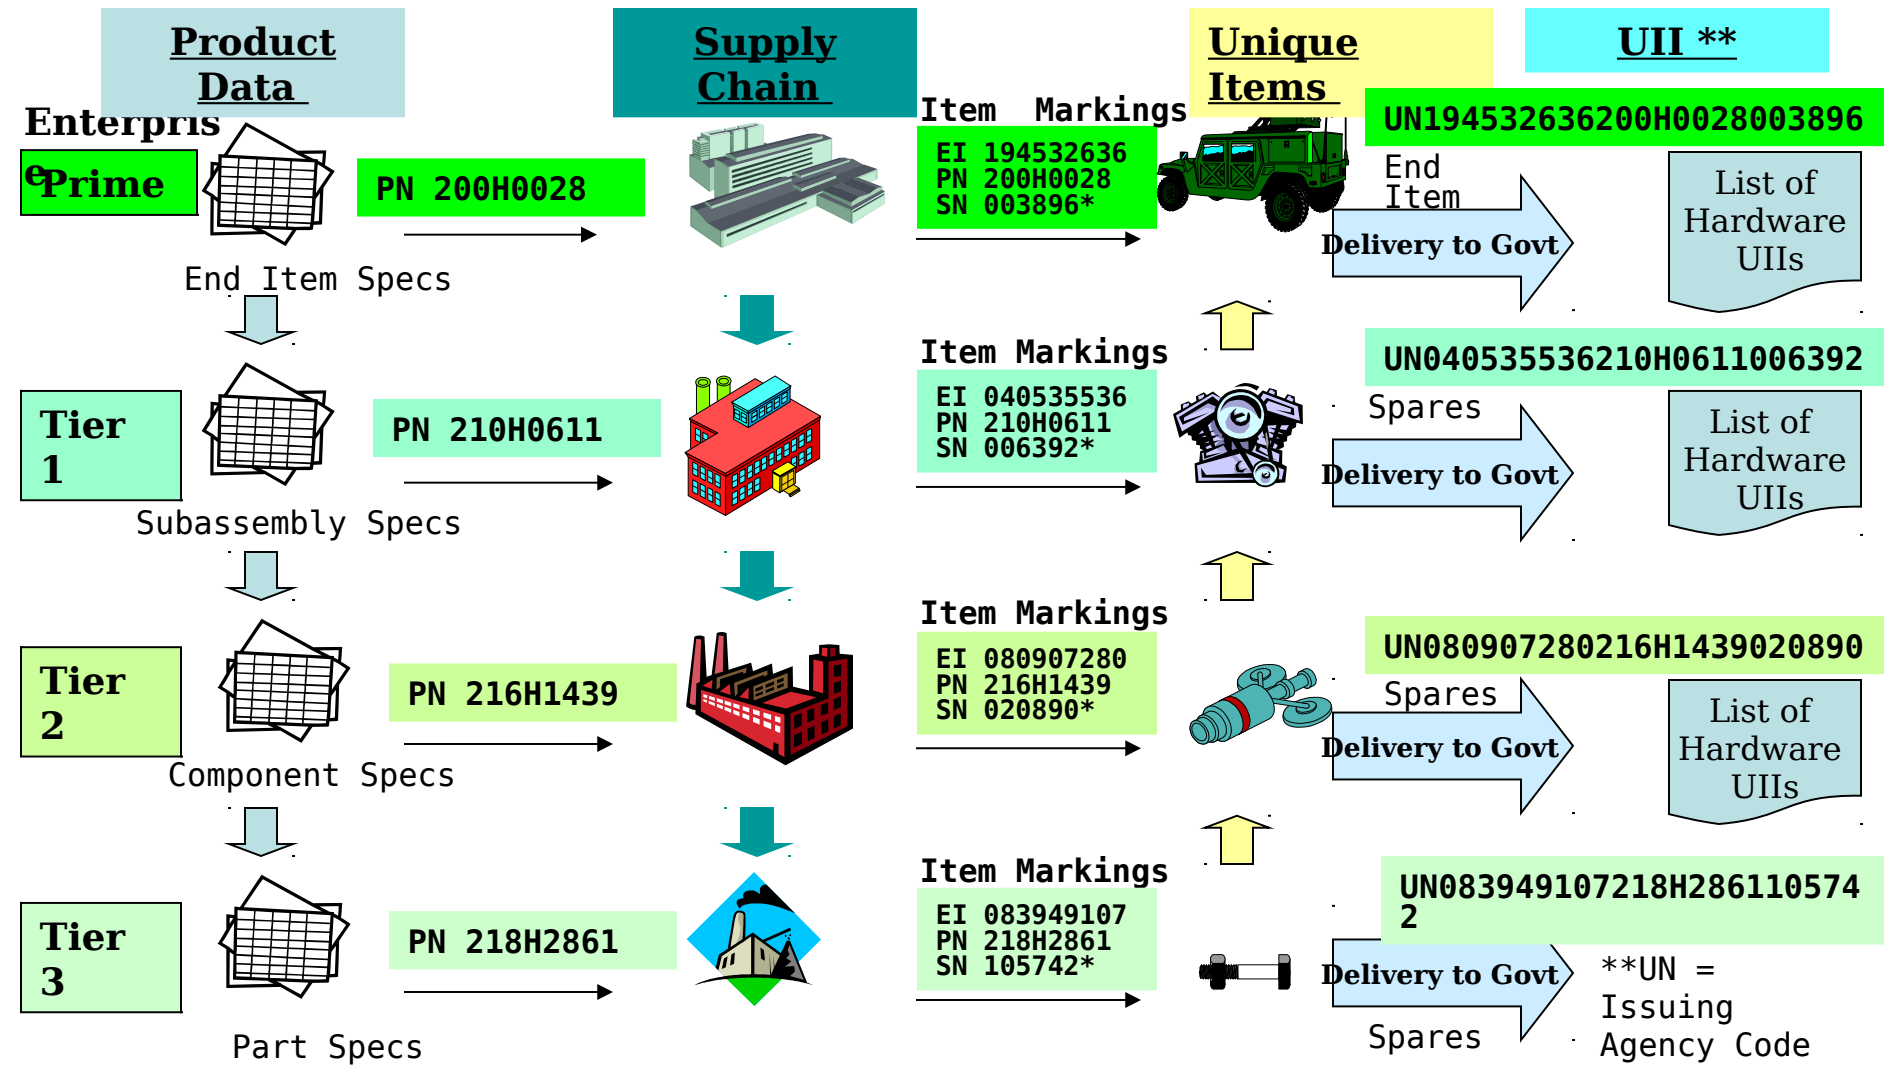 Product
Data
Supply
Chain
Unique
Items
UII **
Enterpris
e
Prime
PN 200H0028
End Item Specs
Item  Markings
EI 194532636
PN 200H0028
SN 003896*
UN194532636200H0028003896
End
Item
Delivery to Govt
List of
Hardware
UIIs
Tier
1
PN 210H0611
Subassembly Specs
Item Markings
EI 040535536
PN 210H0611
SN 006392*
UN040535536210H0611006392
Spares
Delivery to Govt
List of
Hardware
UIIs
Tier
2
PN 216H1439
Component Specs
Item Markings
EI 080907280
PN 216H1439
SN 020890*
UN080907280216H1439020890
Spares
Delivery to Govt
List of
Hardware
UIIs
Tier
3
PN 218H2861
Part Specs
Item Markings
EI 083949107
PN 218H2861
SN 105742*
UN083949107218H286110574
2
Delivery to Govt
Spares
**UN =
Issuing
Agency Code